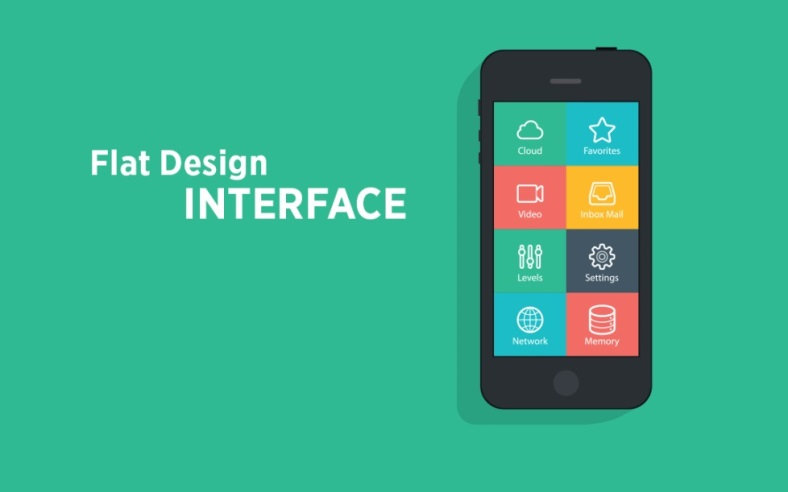 Flat Design
INTERFACE
Cloud
Favorites
Video
Inbox Mail
Levels
Settings
Network
Memory